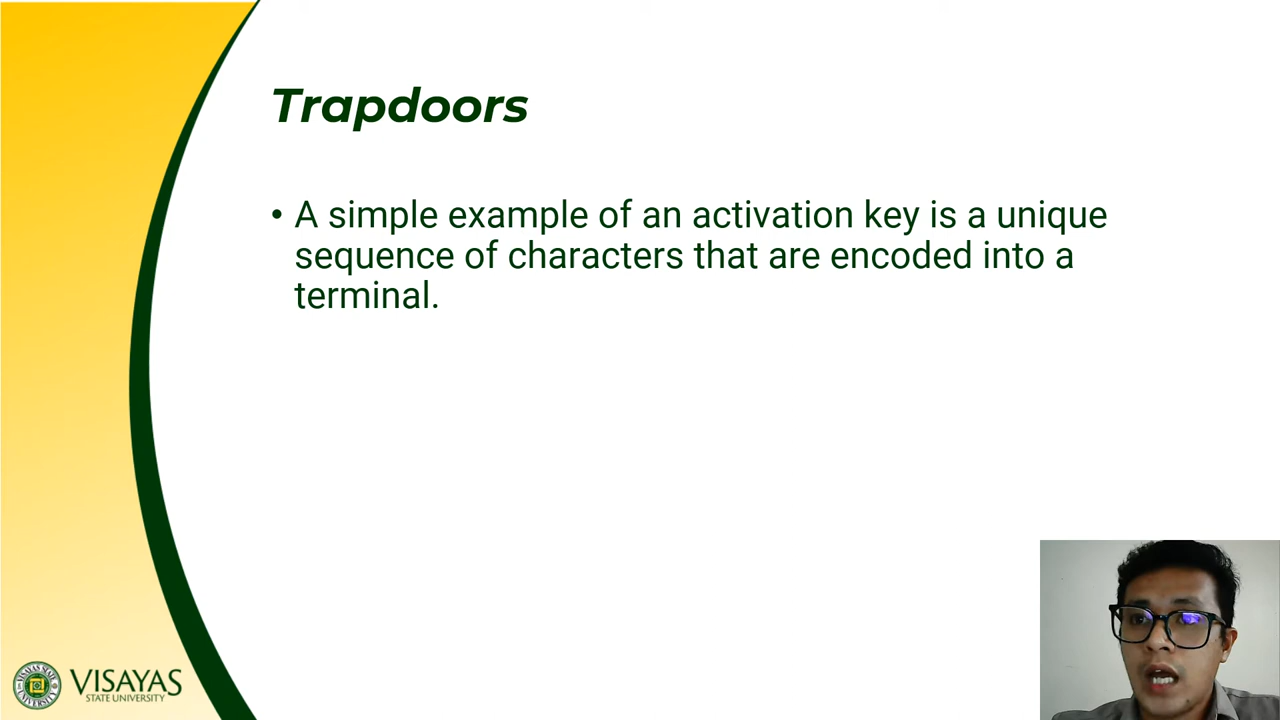 Trapdoors
• A simple example of an activation key is a unique
sequence of characters that are encoded into a
terminal.
VISAYAS
STATE UNIVERSITY